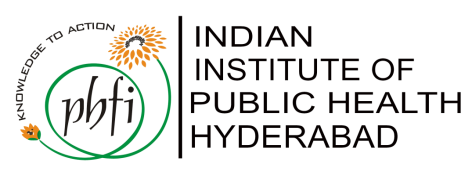 KNOWLEDGE TO ACTION
phfi
INDIAN
INSTITUTE OF
PUBLIC HEALTH
HYDERABAD